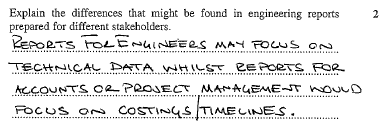 Explain the differences that might be found in engineering reports 2
prepared for different stakeholders.
REPORTS FOR ENGINEERS MAY FOCUS ON
TECHNICAL DATA WHILST REPORTS FOR
ACCOUNTS OR PROJECT MANAGEMENT WOULD
FOCUS ON COSTINGS/TIMELINES.